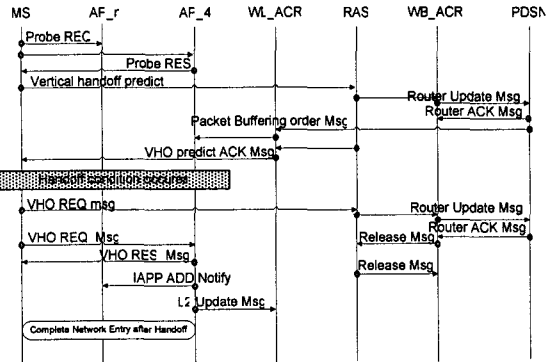 MS AF_r AF_4 WL_ACR RAS WB_ACR PDSN
Probe REC
Probe RES
Vertical handoff predict
Router Update Msg
Router ACK Msg
Packet Buffering order Msg
VHO predict ACK Msg
Handoff condition occures
VHO REQ msg
Router Update Msg
Router ACK Msg
VHO REQ Msg
Release Msg
VHO RES Msg
Release Msg
IAPP ADD Notify
L2 Update Msg
Complete Network Entry after Handoff